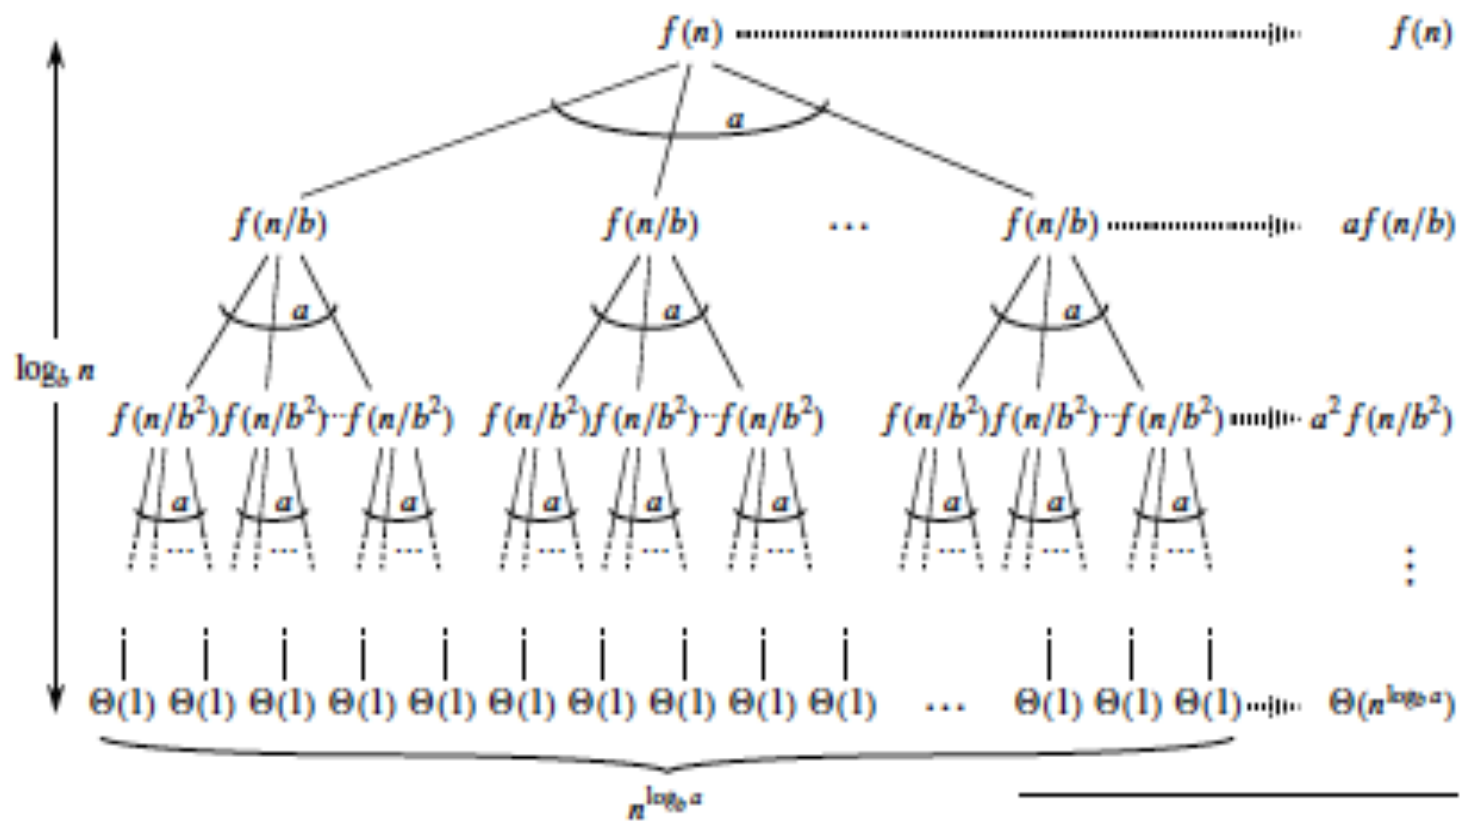 f(n) f(n)
a
f(n/b) f(n/b) ... f(n/b) af(n/b)
a a a
log_b n
f(n/b²) f(n/b²) ... f(n/b²) f(n/b²) f(n/b²) ... f(n/b²) f(n/b²) f(n/b²) ... f(n/b²) a² f(n/b²)
a a a a a a a a a
... ... ... ... ... ... ... ... ... ⋮
Θ(1) Θ(1) Θ(1) Θ(1) Θ(1) Θ(1) Θ(1) Θ(1) Θ(1) Θ(1) ... Θ(1) Θ(1) Θ(1) Θ(n^{log_b a})
n^{log_b a}